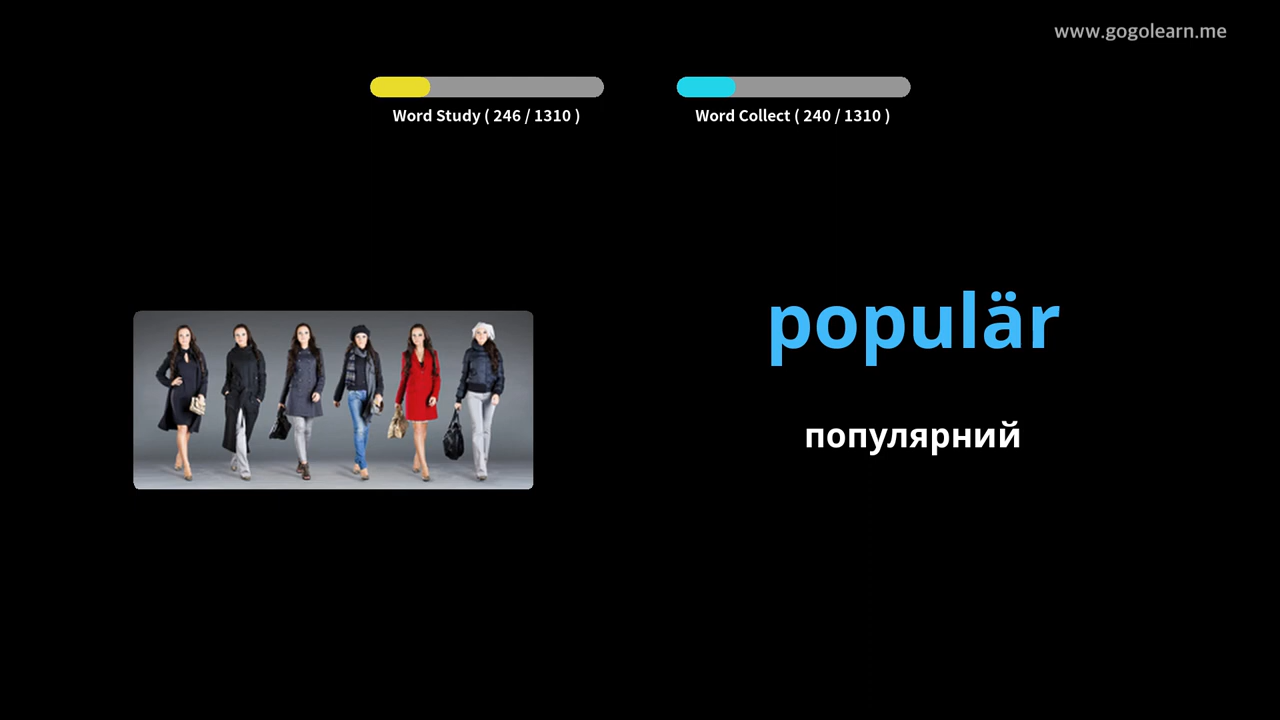 www.gogolearn.me
Word Study ( 246 / 1310 )
Word Collect ( 240 / 1310 )
populär
популярний